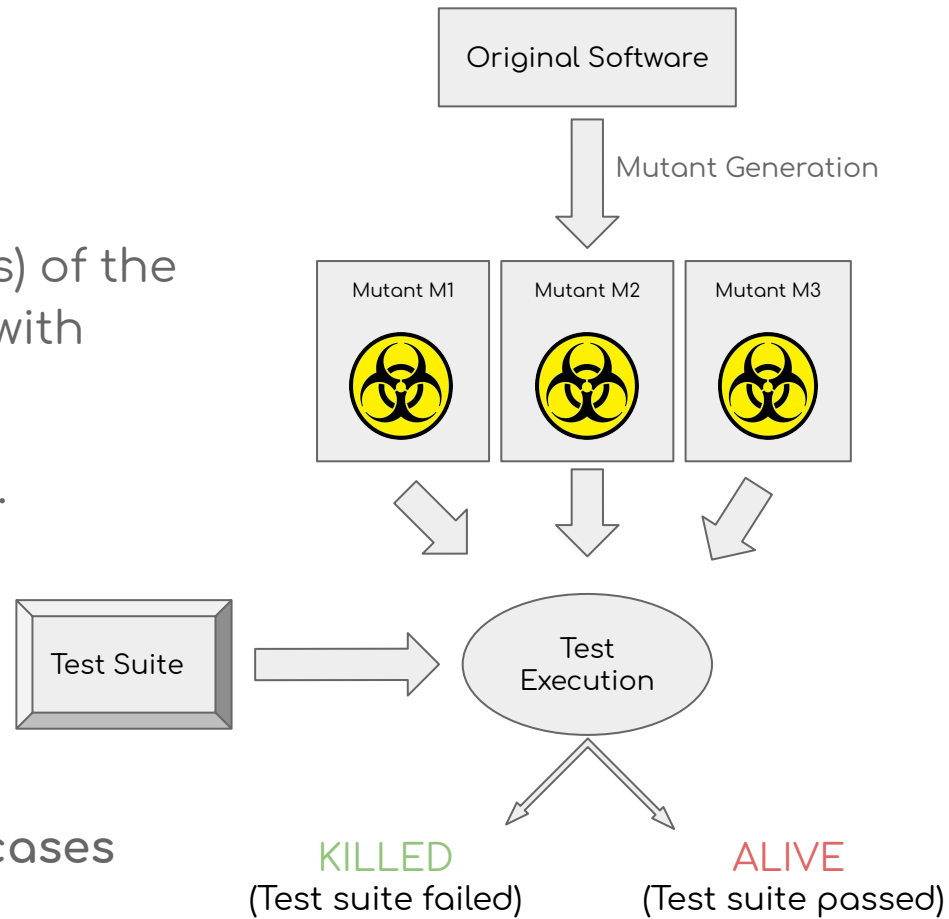 Original Software
Mutant Generation
s) of the
with
Mutant M1
Mutant M2
Mutant M3
.
Test Suite
Test
Execution
cases
KILLED
(Test suite failed)
ALIVE
(Test suite passed)